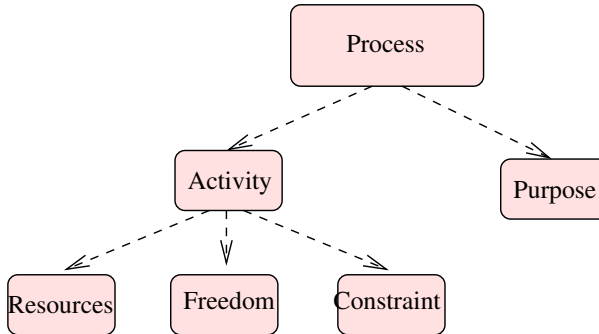 Process
Activity
Purpose
Resources
Freedom
Constraint